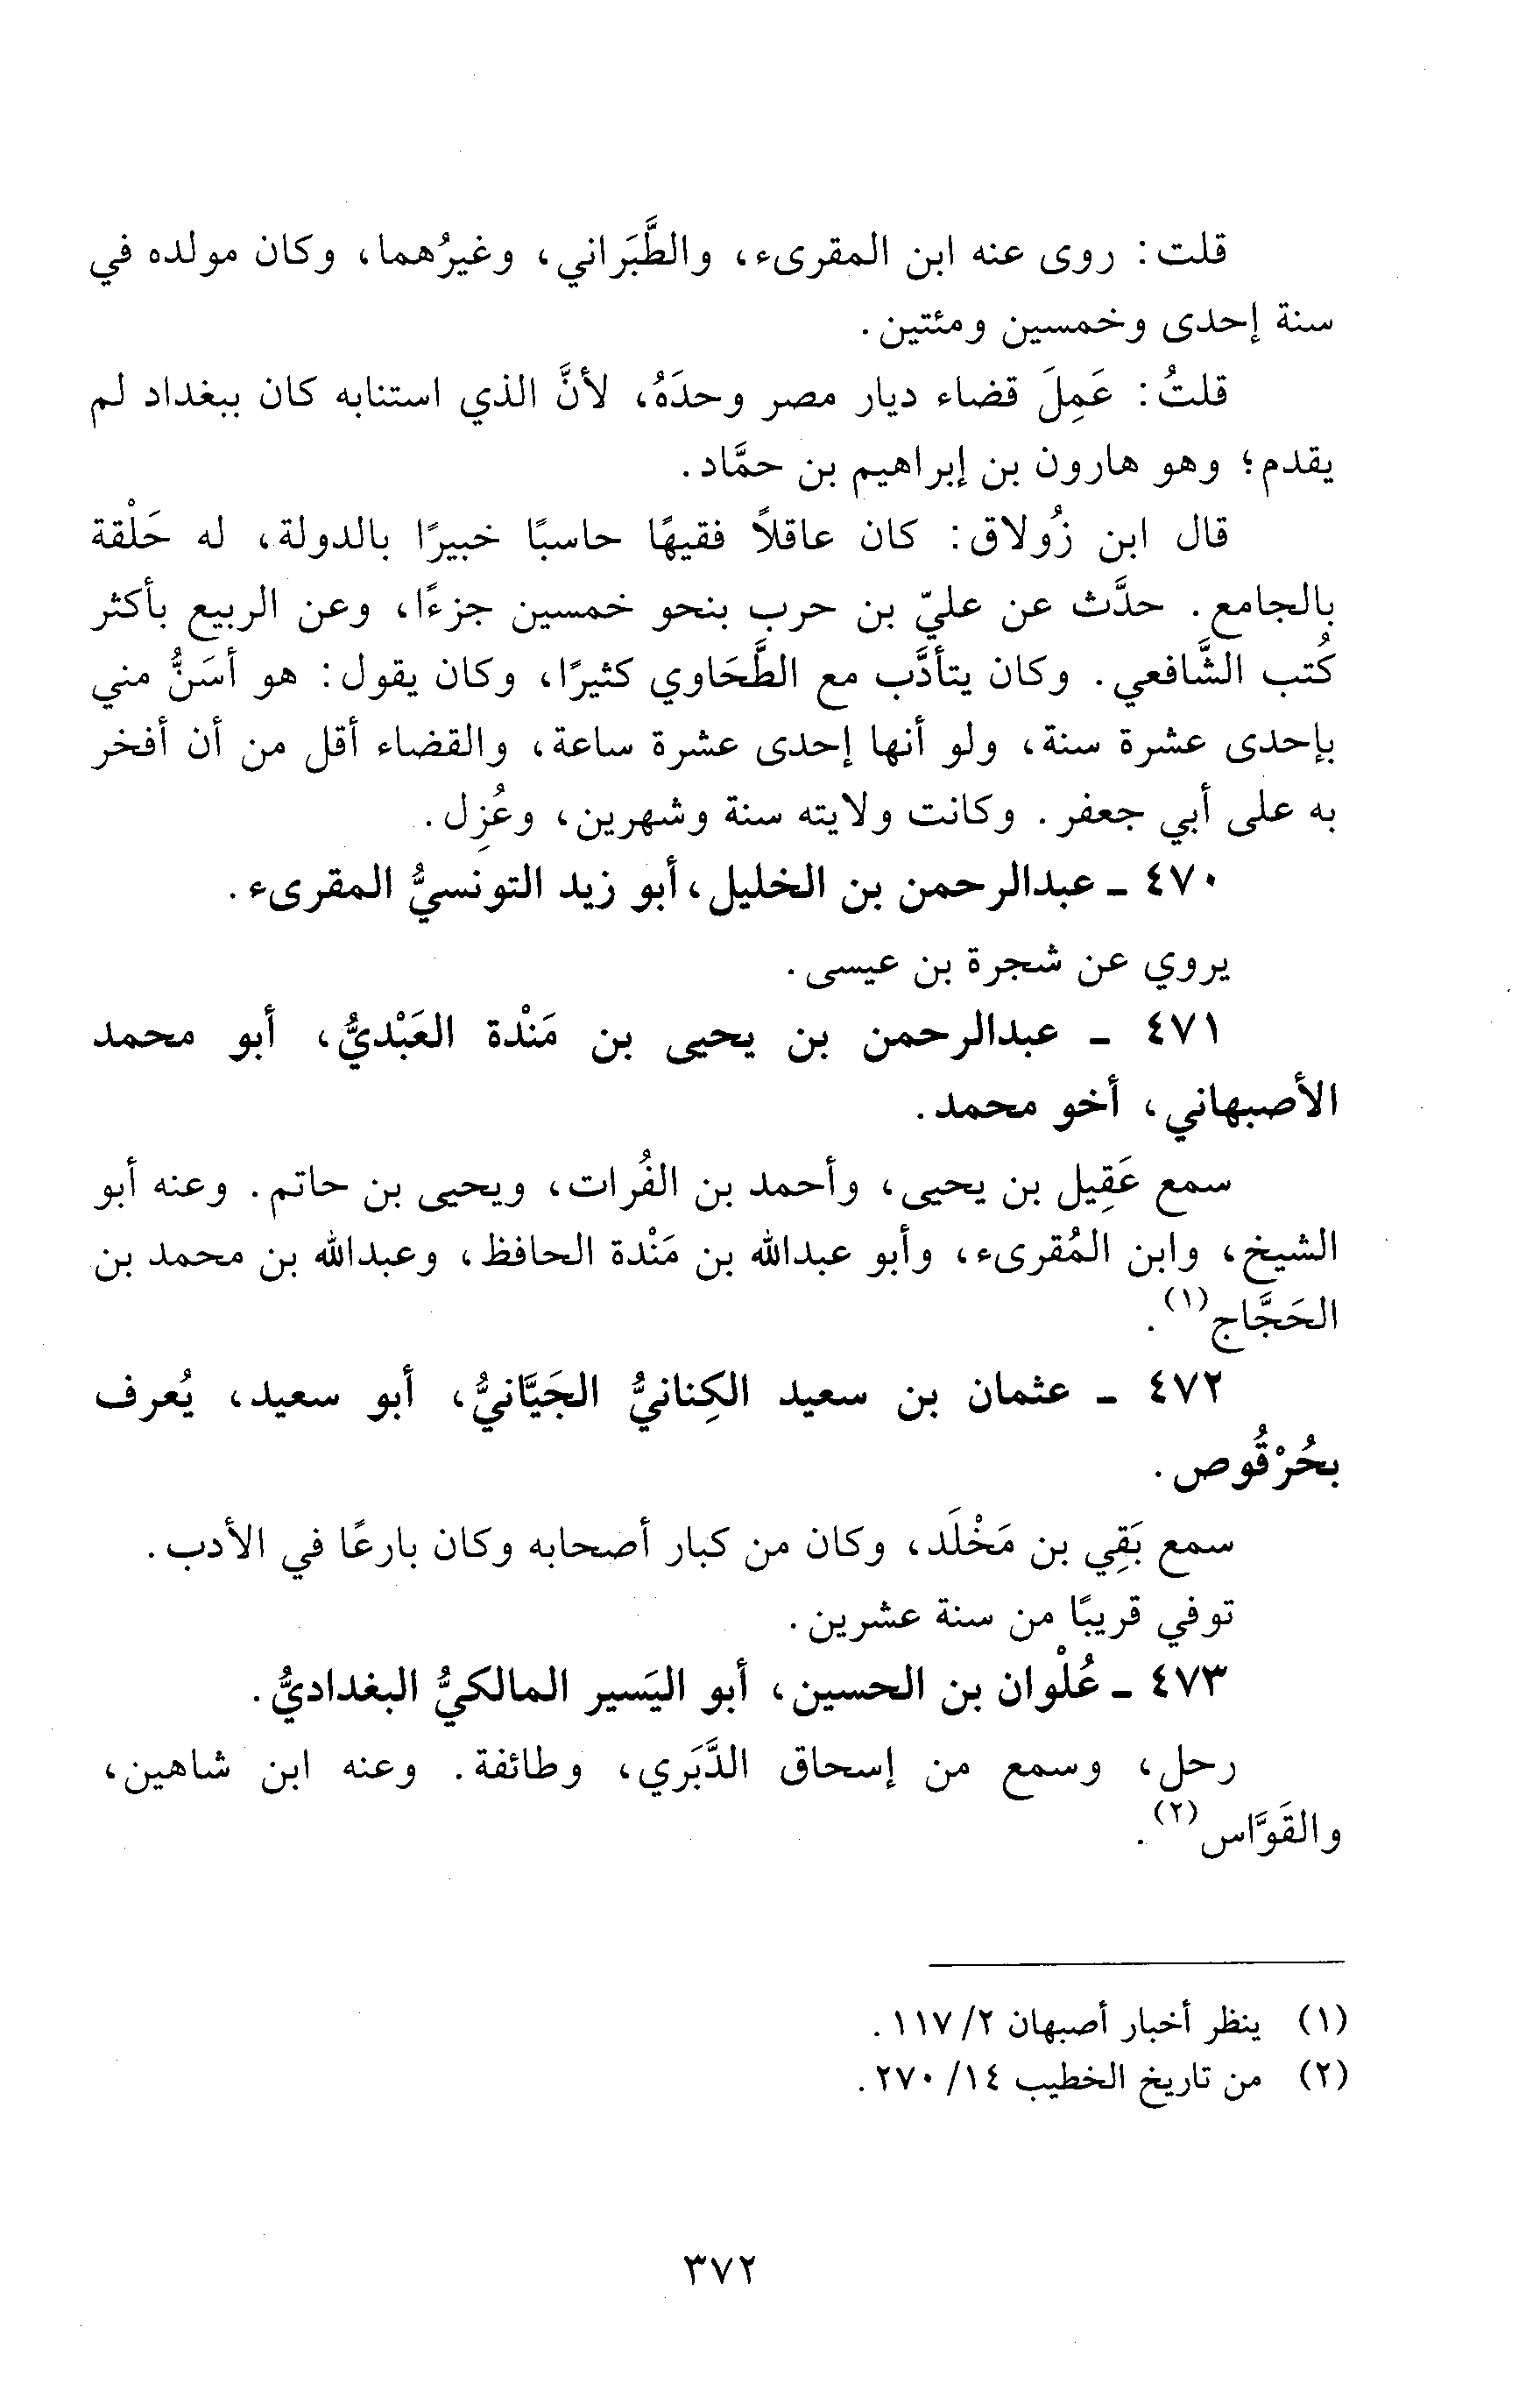 قلت: روى عنه ابن المقرىء، والطَّبَراني، وغيرُهما، وكان مولده في
سنة إحدى وخمسين ومئتين.
قلتُ: عَمِلَ قضاء ديار مصر وحدَهُ، لأنَّ الذي استنابه كان ببغداد لم
يقدم؛ وهو هارون بن إبراهيم بن حمَّاد.
قال ابن زُولاق: كان عاقلاً فقيهًا حاسبًا خبيرًا بالدولة، له حَلْقة
بالجامع. حدَّث عن عليّ بن حرب بنحو خمسين جزءًا، وعن الربيع بأكثر
كُتب الشَّافعي. وكان يتأدَّب مع الطَّحَاوي كثيرًا، وكان يقول: هو أسَنُّ مني
بإحدى عشرة سنة، ولو أنها إحدى عشرة ساعة، والقضاء أقل من أن أفخر
به على أبي جعفر. وكانت ولايته سنة وشهرين، وعُزِل.
٤٧٠ - عبدالرحمن بن الخليل، أبو زيد التونسيُّ المقرىء.
يروي عن شجرة بن عيسى.
٤٧١ - عبدالرحمن بن يحيى بن مَنْدة العَبْديُّ، أبو محمد
الأصبهاني، أخو محمد.
سمع عَقِيل بن يحيى، وأحمد بن الفُرات، ويحيى بن حاتم. وعنه أبو
الشيخ، وابن المُقرىء، وأبو عبدالله بن مَنْدة الحافظ، وعبدالله بن محمد بن
الحَجَّاج(١).
٤٧٢ - عثمان بن سعيد الكِنانيُّ الجَيَّانيُّ، أبو سعيد، يُعرف
بحُرْقُوص.
سمع بَقِي بن مَخْلَد، وكان من كبار أصحابه وكان بارعًا في الأدب.
توفي قريبًا من سنة عشرين.
٤٧٣ - عُلْوان بن الحسين، أبو اليَسير المالكيُّ البغداديُّ.
رحل، وسمع من إسحاق الدَّبَري، وطائفة. وعنه ابن شاهين،
والقَوَّاس(٢).
(١) ينظر أخبار أصبهان ٢/ ١١٧.
(٢) من تاريخ الخطيب ١٤/ ٢٧٠.
٣٧٢